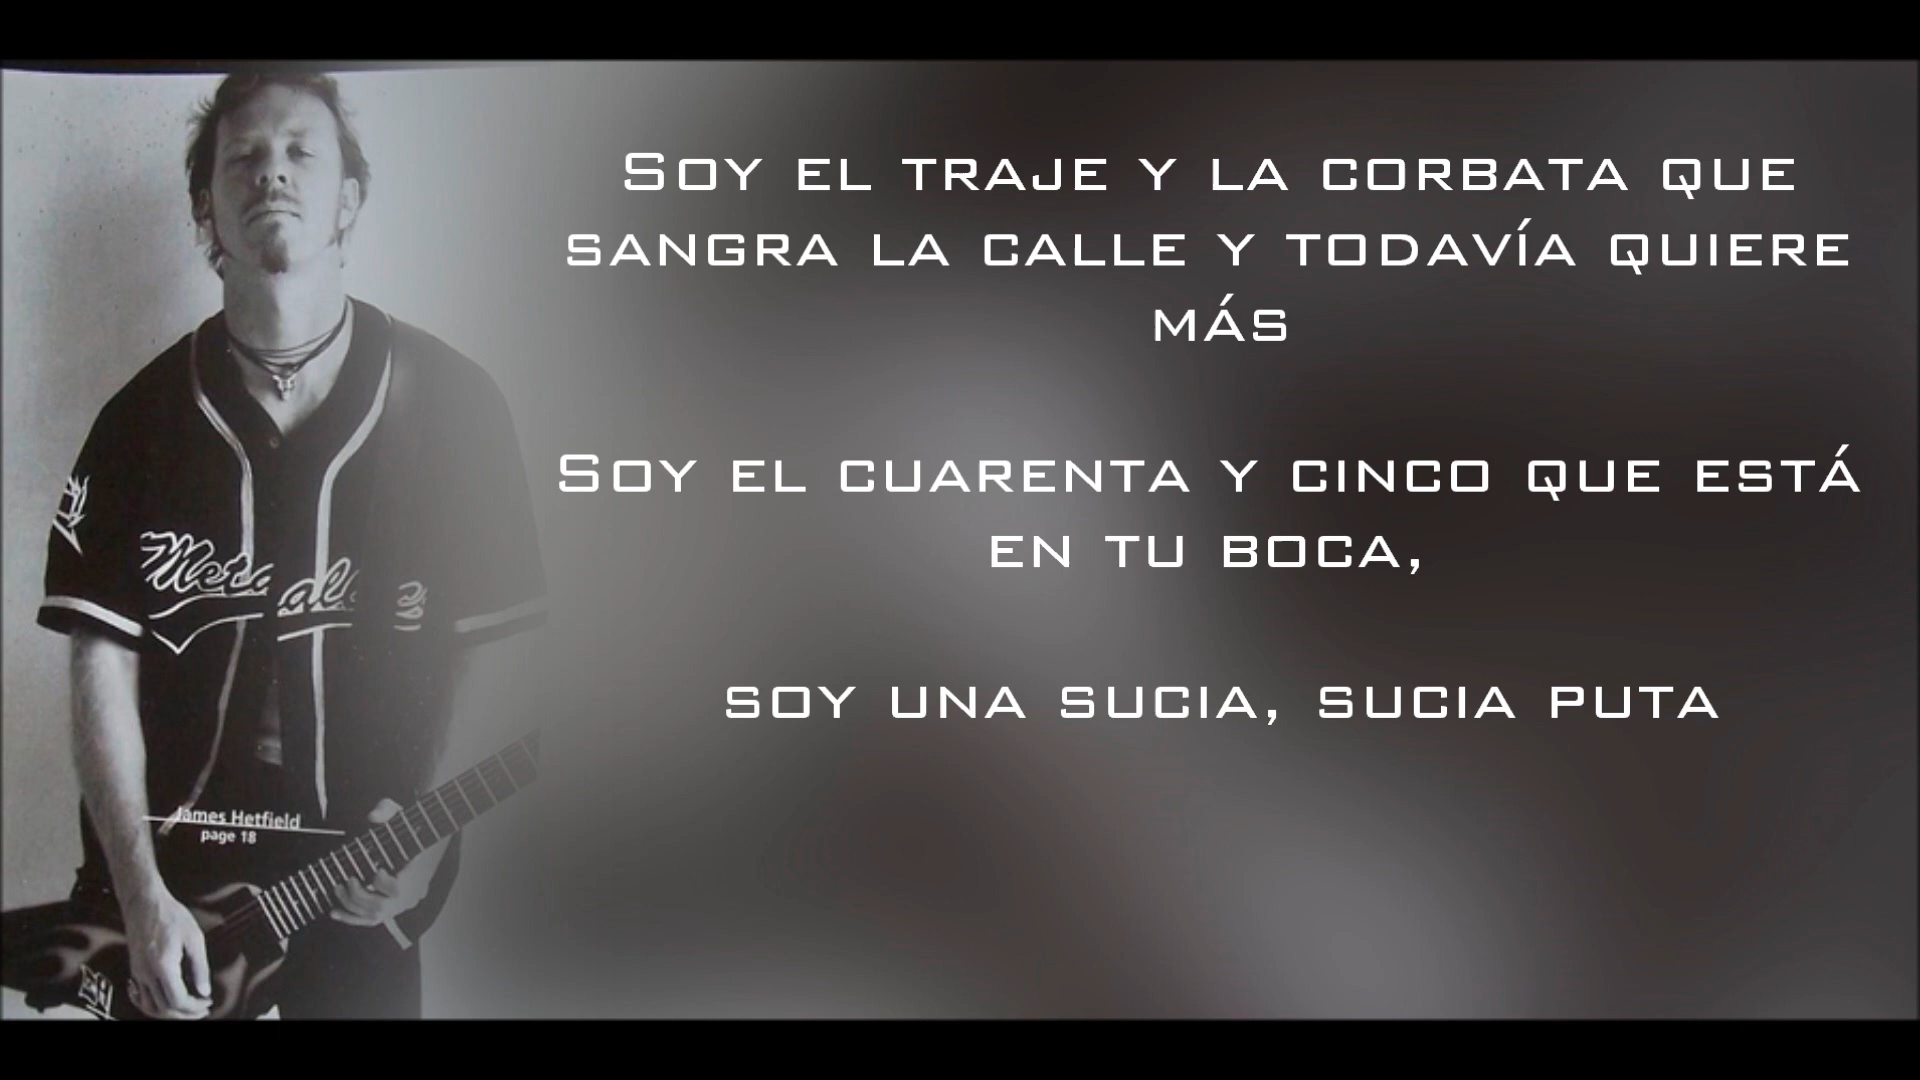 Soy el traje y la corbata que
sangra la calle y todavía quiere
más
Soy el cuarenta y cinco que está
en tu boca,
soy una sucia, sucia puta
James Hetfield
page 18